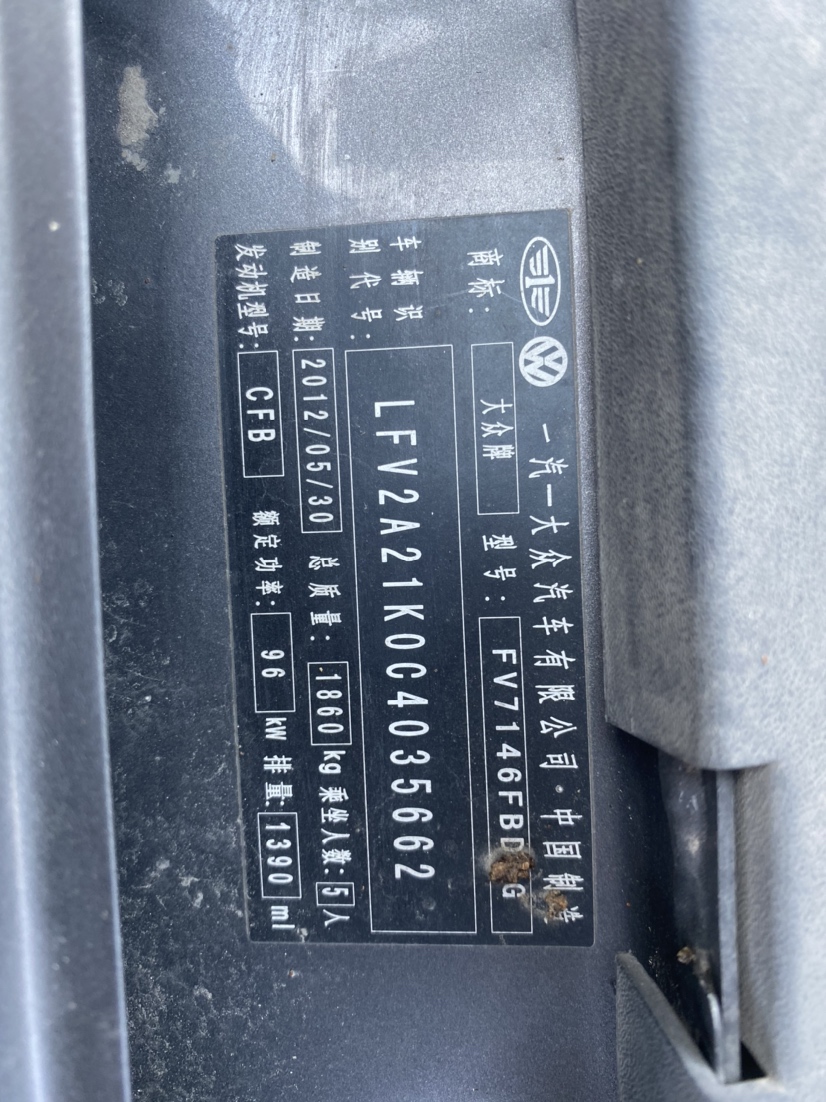 一汽一大众汽车有限公司·中国制造
商标: 大众牌 型号: 
车辆识别代号: LFV2A21K0C4035662
制造日期: 2012/05/30 总质量: 1860 kg 乘坐人数: 5 人
发动机型号: CFB 额定功率: 96 kW 排量: 1390 ml